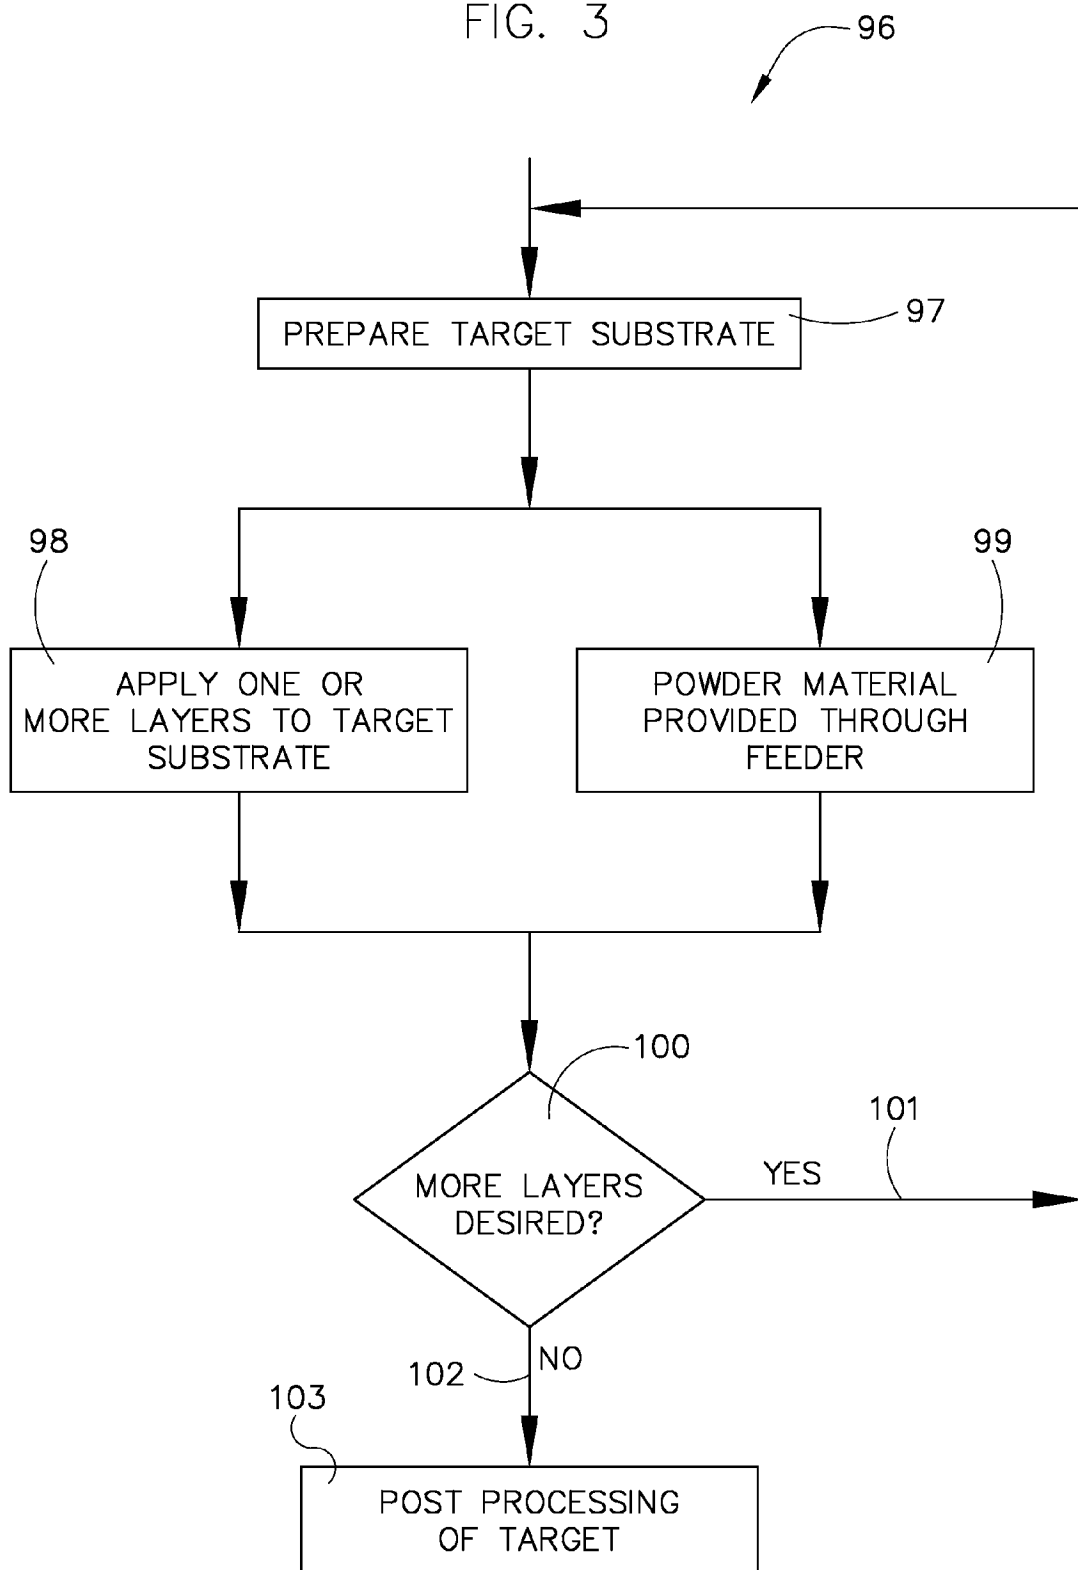 FIG. 3
96
PREPARE TARGET SUBSTRATE
97
98
99
APPLY ONE OR
MORE LAYERS TO TARGET
SUBSTRATE
POWDER MATERIAL
PROVIDED THROUGH
FEEDER
100
101
YES
MORE LAYERS
DESIRED?
102
NO
103
POST PROCESSING
OF TARGET